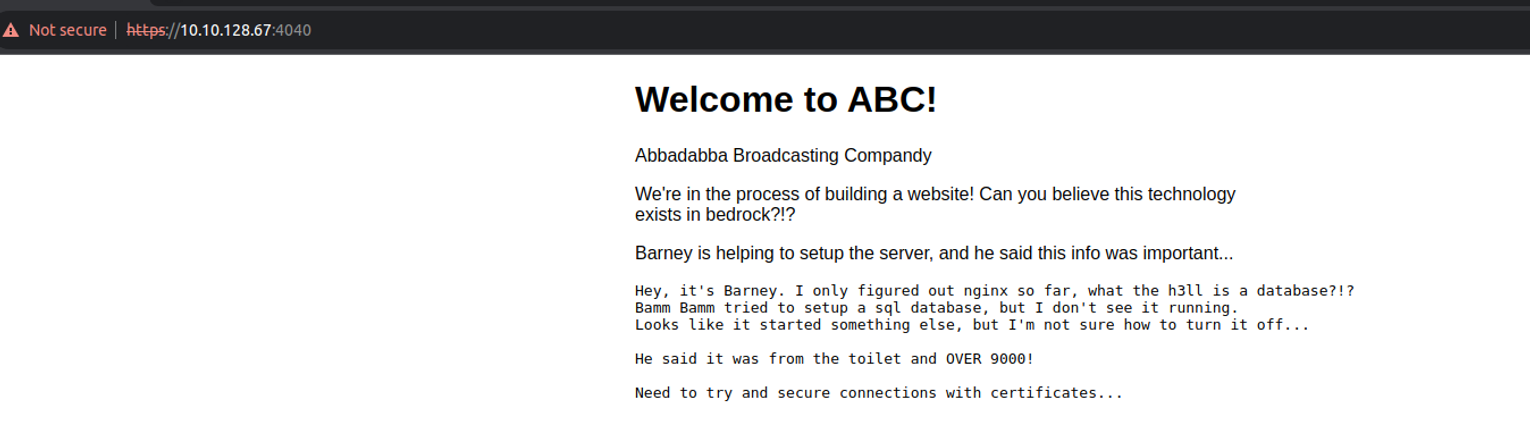 Not secure | https://10.10.128.67:4040
Welcome to ABC!
Abbadabba Broadcasting Compandy
We're in the process of building a website! Can you believe this technology
exists in bedrock?!?
Barney is helping to setup the server, and he said this info was important...
Hey, it's Barney. I only figured out nginx so far, what the h3ll is a database?!?
Bamm Bamm tried to setup a sql database, but I don't see it running.
Looks like it started something else, but I'm not sure how to turn it off...
He said it was from the toilet and OVER 9000!
Need to try and secure connections with certificates...